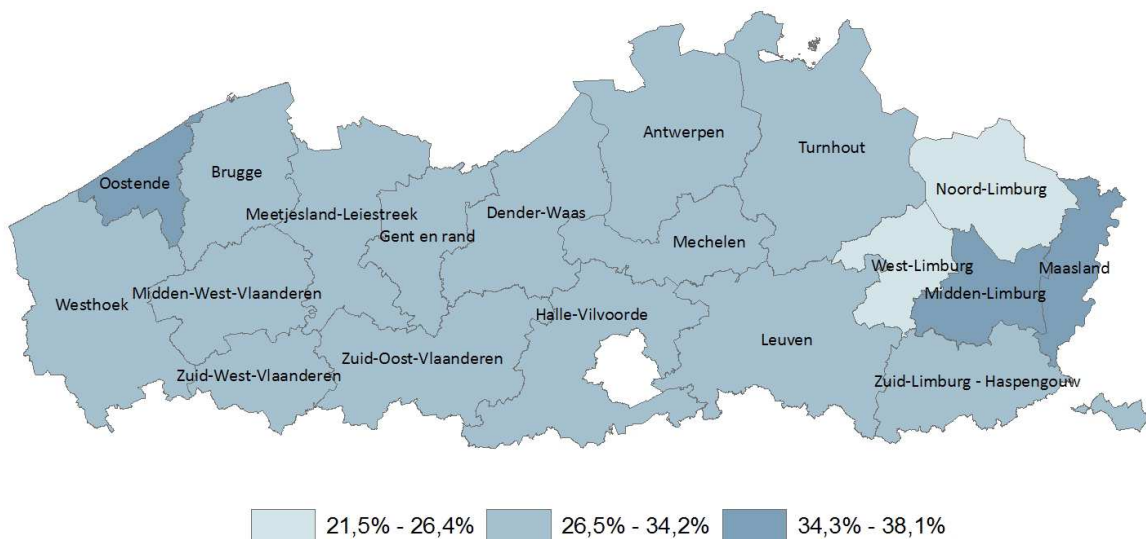 Antwerpen
Turnhout
Brugge
Oostende
Noord-Limburg
Meetjesland-Leiestreek
Dender-Waas
Gent en rand
Mechelen
West-Limburg
Maasland
Midden-West-Vlaanderen
Midden-Limburg
Westhoek
Halle-Vilvoorde
Leuven
Zuid-Oost-Vlaanderen
Zuid-West-Vlaanderen
Zuid-Limburg - Haspengouw
21,5% - 26,4% 26,5% - 34,2% 34,3% - 38,1%